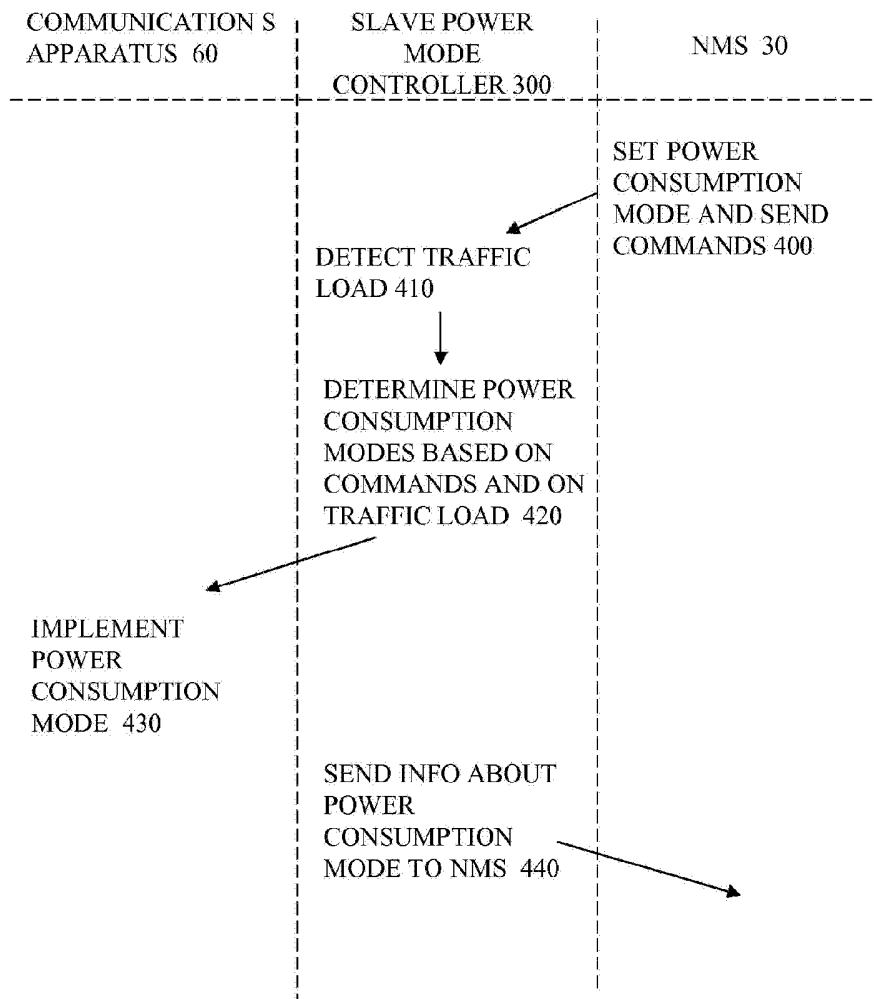 COMMUNICATION S
APPARATUS 60
SLAVE POWER
MODE
CONTROLLER 300
NMS 30
SET POWER
CONSUMPTION
MODE AND SEND
COMMANDS 400
DETECT TRAFFIC
LOAD 410
DETERMINE POWER
CONSUMPTION
MODES BASED ON
COMMANDS AND ON
TRAFFIC LOAD 420
IMPLEMENT
POWER
CONSUMPTION
MODE 430
SEND INFO ABOUT
POWER
CONSUMPTION
MODE TO NMS 440